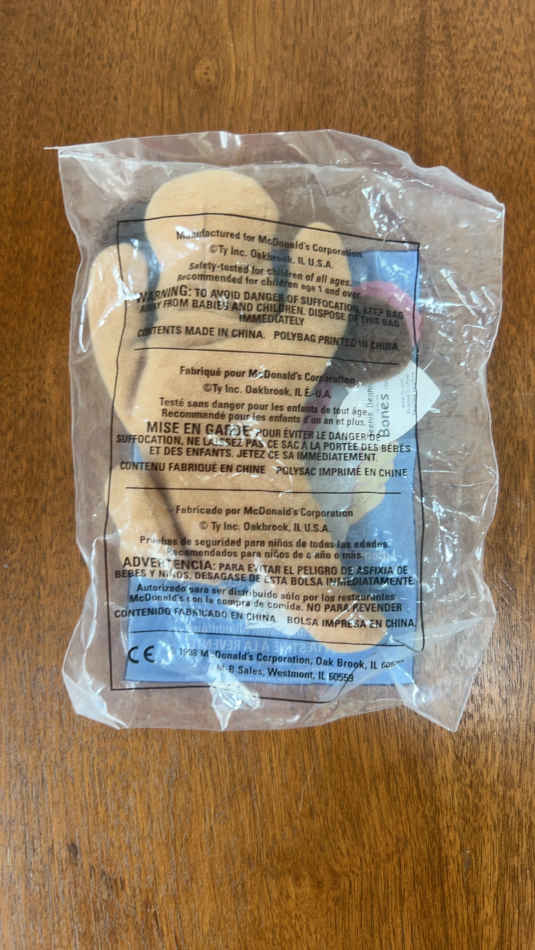 Manufactured for McDonald's Corporation
©Ty Inc. Oakbrook, IL U.S.A.
Safety-tested for children of all ages.
Recommended for children age 1 and over.
WARNING: TO AVOID DANGER OF SUFFOCATION, KEEP BAG
AWAY FROM BABIES AND CHILDREN. DISPOSE OF THIS BAG
IMMEDIATELY
CONTENTS MADE IN CHINA. POLYBAG PRINTED IN CHINA.
Fabriqué pour McDonald's Corporation
©Ty Inc. Oakbrook, IL É.-U.A.
Testé sans danger pour les enfants de tout âge.
Recommendé pour les enfants d'un an et plus.
MISE EN GARDE: POUR ÉVITER LE DANGER DE
SUFFOCATION, NE LAISSEZ PAS CE SAC À LA PORTÉE DES BÉBÉS
ET DES ENFANTS. JETEZ CE SA IMMÉDIATEMENT.
CONTENU FABRIQUÉ EN CHINE POLYSAC IMPRIMÉ EN CHINE
Bones
Fabricado por McDonald's Corporation
© Ty Inc. Oakbrook, IL U.S.A.
Pruebas de seguridad para niños de todas las edades.
Recomendados para niños de 1 año o más.
ADVERTENCIA: PARA EVITAR EL PELIGRO DE ASFIXIA DE
BEBÉS Y NIÑOS, DESAGASE DE ESTA BOLSA INMEDIATAMENTE.
Autorizado para ser distribuido sólo por los restaurantes
McDonald's con la compra de comida. NO PARA REVENDER
CONTENIDO FABRICADO EN CHINA. BOLSA IMPRESA EN CHINA.
CE 1998 McDonald's Corporation, Oak Brook, IL
Sales, Westmont, IL 60559